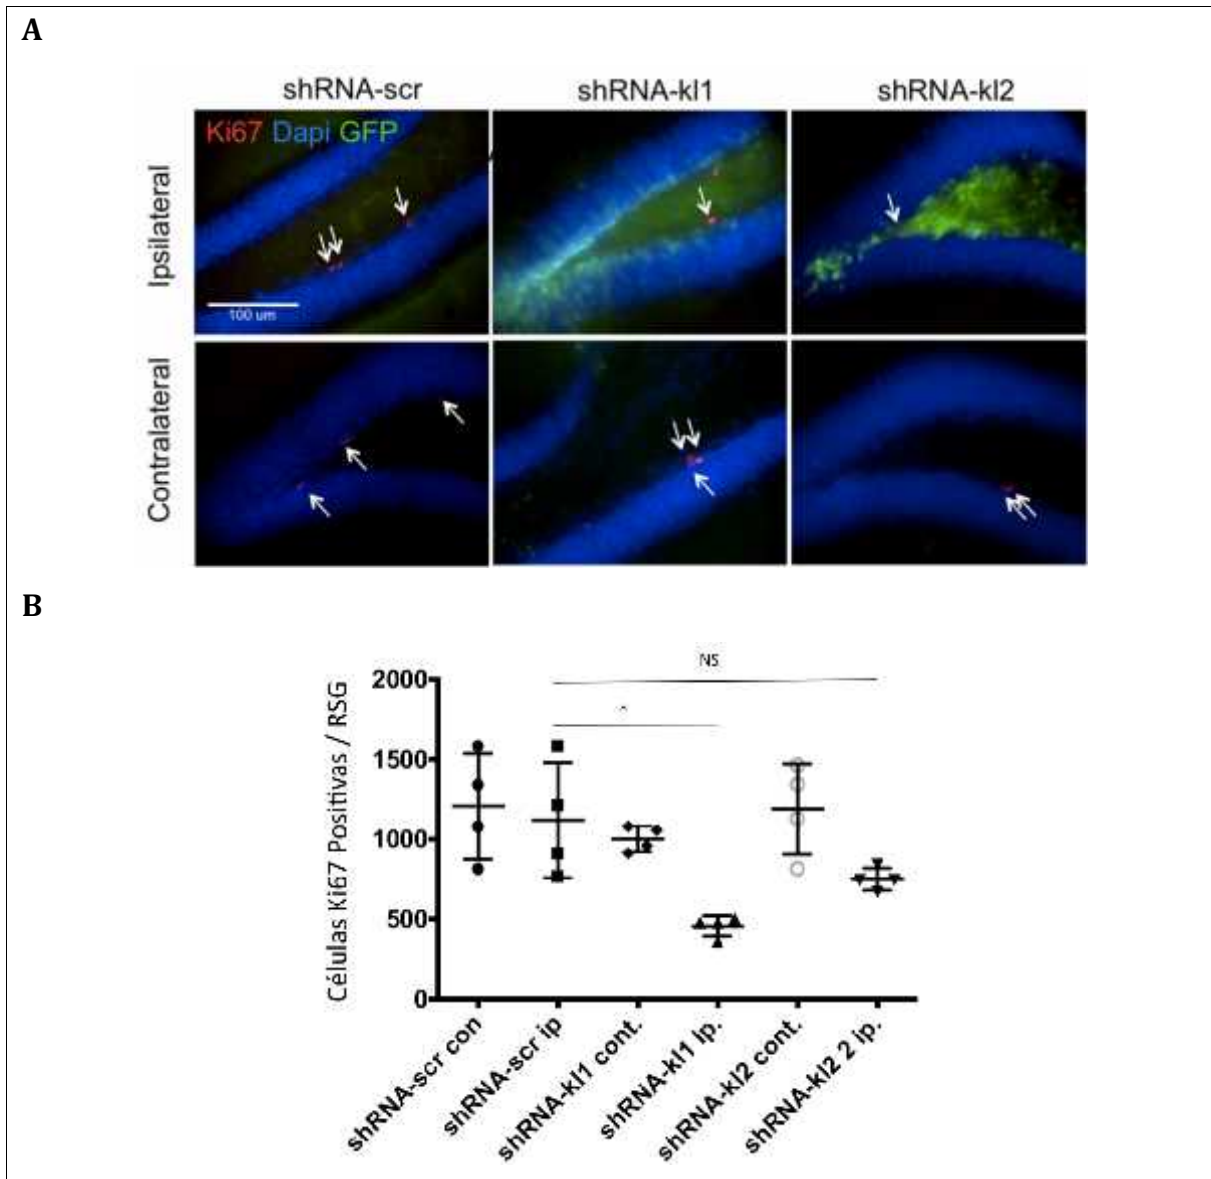 A
shRNA-scr shRNA-kl1 shRNA-kl2
Ki67 Dapi GFP
Ipsilateral
100 um
Contralateral
B
NS
Células Ki67 Positivas / RSG
2000
1500
1000
500
0
shRNA-scr con
shRNA-scr ip
shRNA-kl1 cont.
shRNA-kl1 ip.
shRNA-kl2 cont.
shRNA-kl2 2 ip.